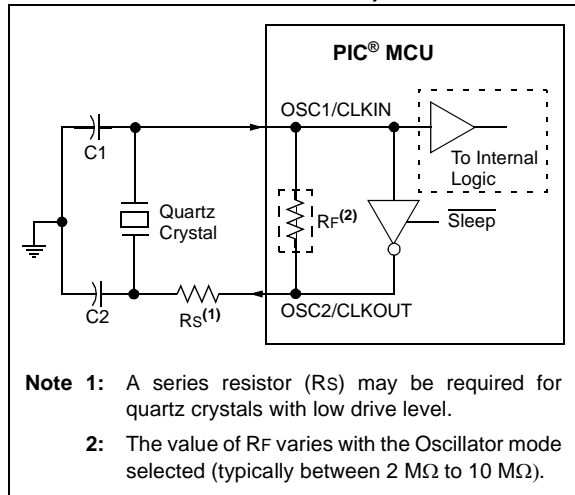 PIC® MCU
OSC1/CLKIN
C1
To Internal
Logic
Quartz
Crystal
RF(2)
Sleep
C2
RS(1)
OSC2/CLKOUT
Note 1: A series resistor (RS) may be required for
quartz crystals with low drive level.
2: The value of RF varies with the Oscillator mode
selected (typically between 2 MΩ to 10 MΩ).